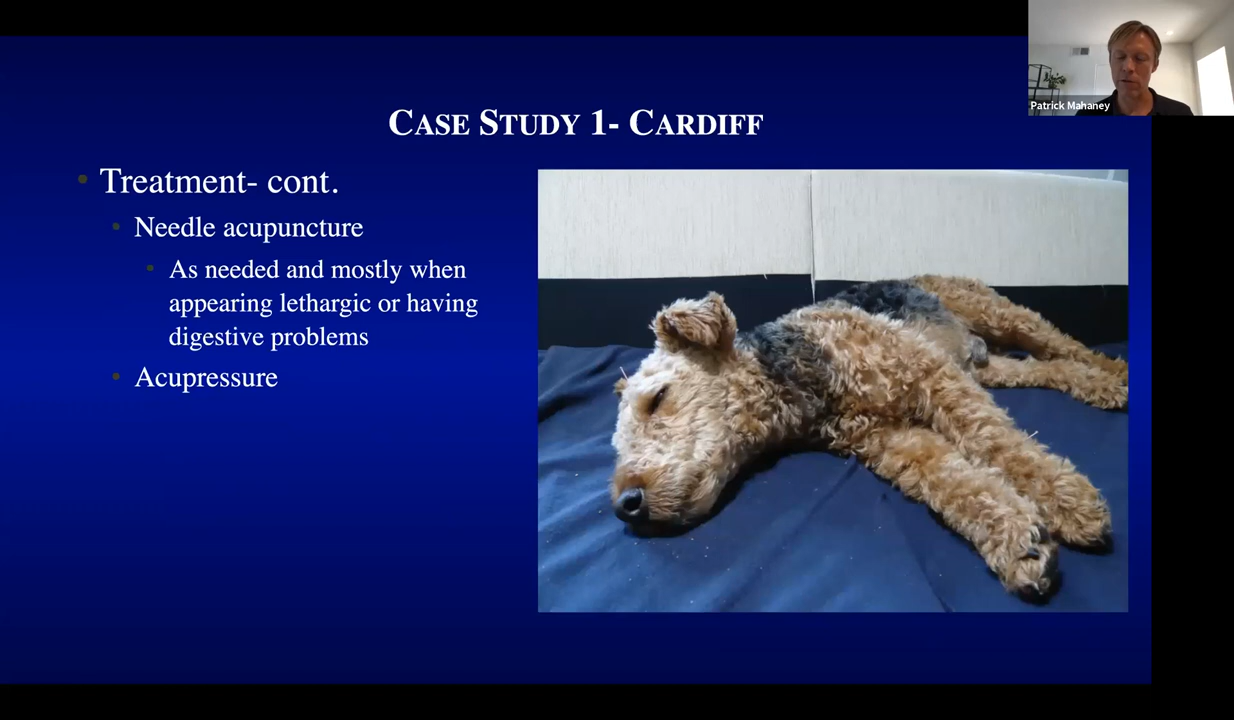 Patrick Mahaney
CASE STUDY 1- CARDIFF
Treatment- cont.
Needle acupuncture
As needed and mostly when
appearing lethargic or having
digestive problems
Acupressure